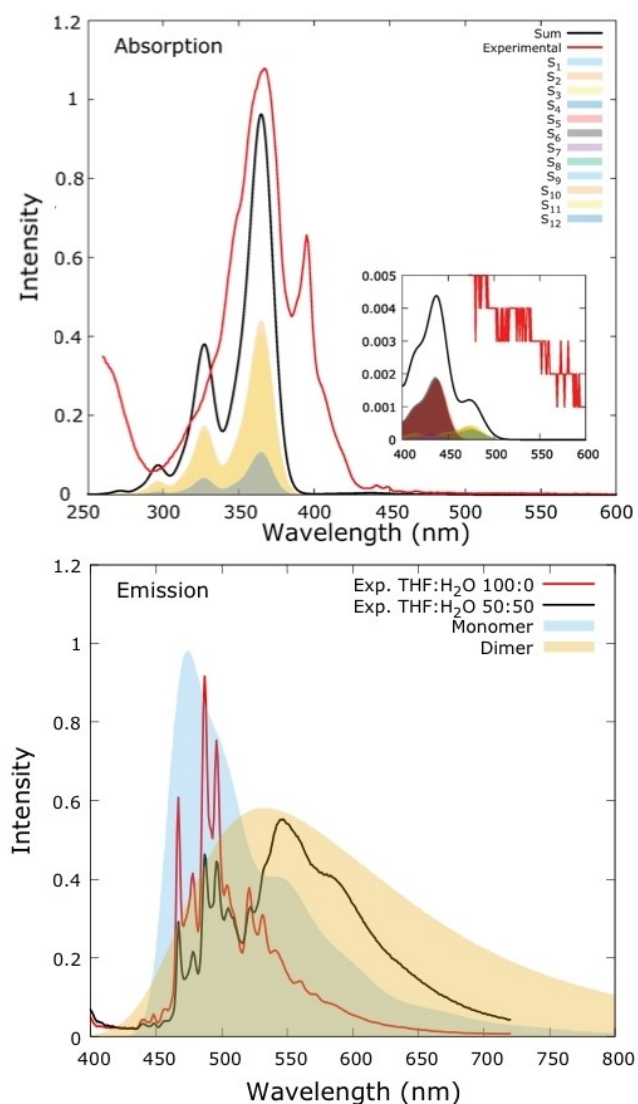 Absorption
Sum
Experimental
S1
S2
S3
S4
S5
S6
S7
S8
S9
S10
S11
S12
1.2
1
0.8
0.6
0.4
0.2
0
Intensity
0.005
0.004
0.003
0.002
0.001
0
400 450 500 550 600
250 300 350 400 450 500 550 600
Wavelength (nm)
Emission
Exp. THF:H2O 100:0
Exp. THF:H2O 50:50
Monomer
Dimer
1.2
1
0.8
0.6
0.4
0.2
0
Intensity
400 450 500 550 600 650 700 750 800
Wavelength (nm)